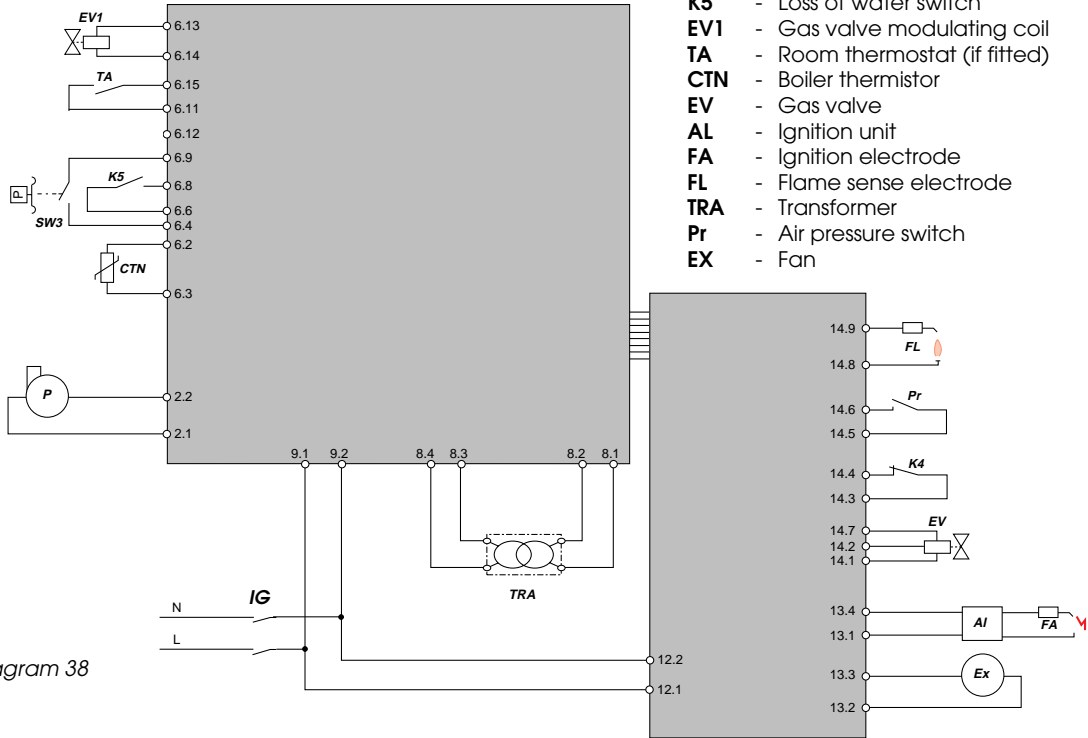 K5 - Loss of water switch
EV1 - Gas valve modulating coil
TA - Room thermostat (if fitted)
CTN - Boiler thermistor
EV - Gas valve
AL - Ignition unit
FA - Ignition electrode
FL - Flame sense electrode
TRA - Transformer
Pr - Air pressure switch
EX - Fan
EV1
6.13
6.14
TA
6.15
6.11
6.12
6.9
K5
6.8
P
6.6
SW3
6.4
6.2
CTN
6.3
P
2.2
2.1
9.1 9.2 8.4 8.3 8.2 8.1
TRA
N
IG
L
12.2
12.1
14.9
FL
14.8
Pr
14.6
14.5
K4
14.4
14.3
EV
14.7
14.2
14.1
13.4
Al
FA
13.1
13.3
Ex
13.2
agram 38